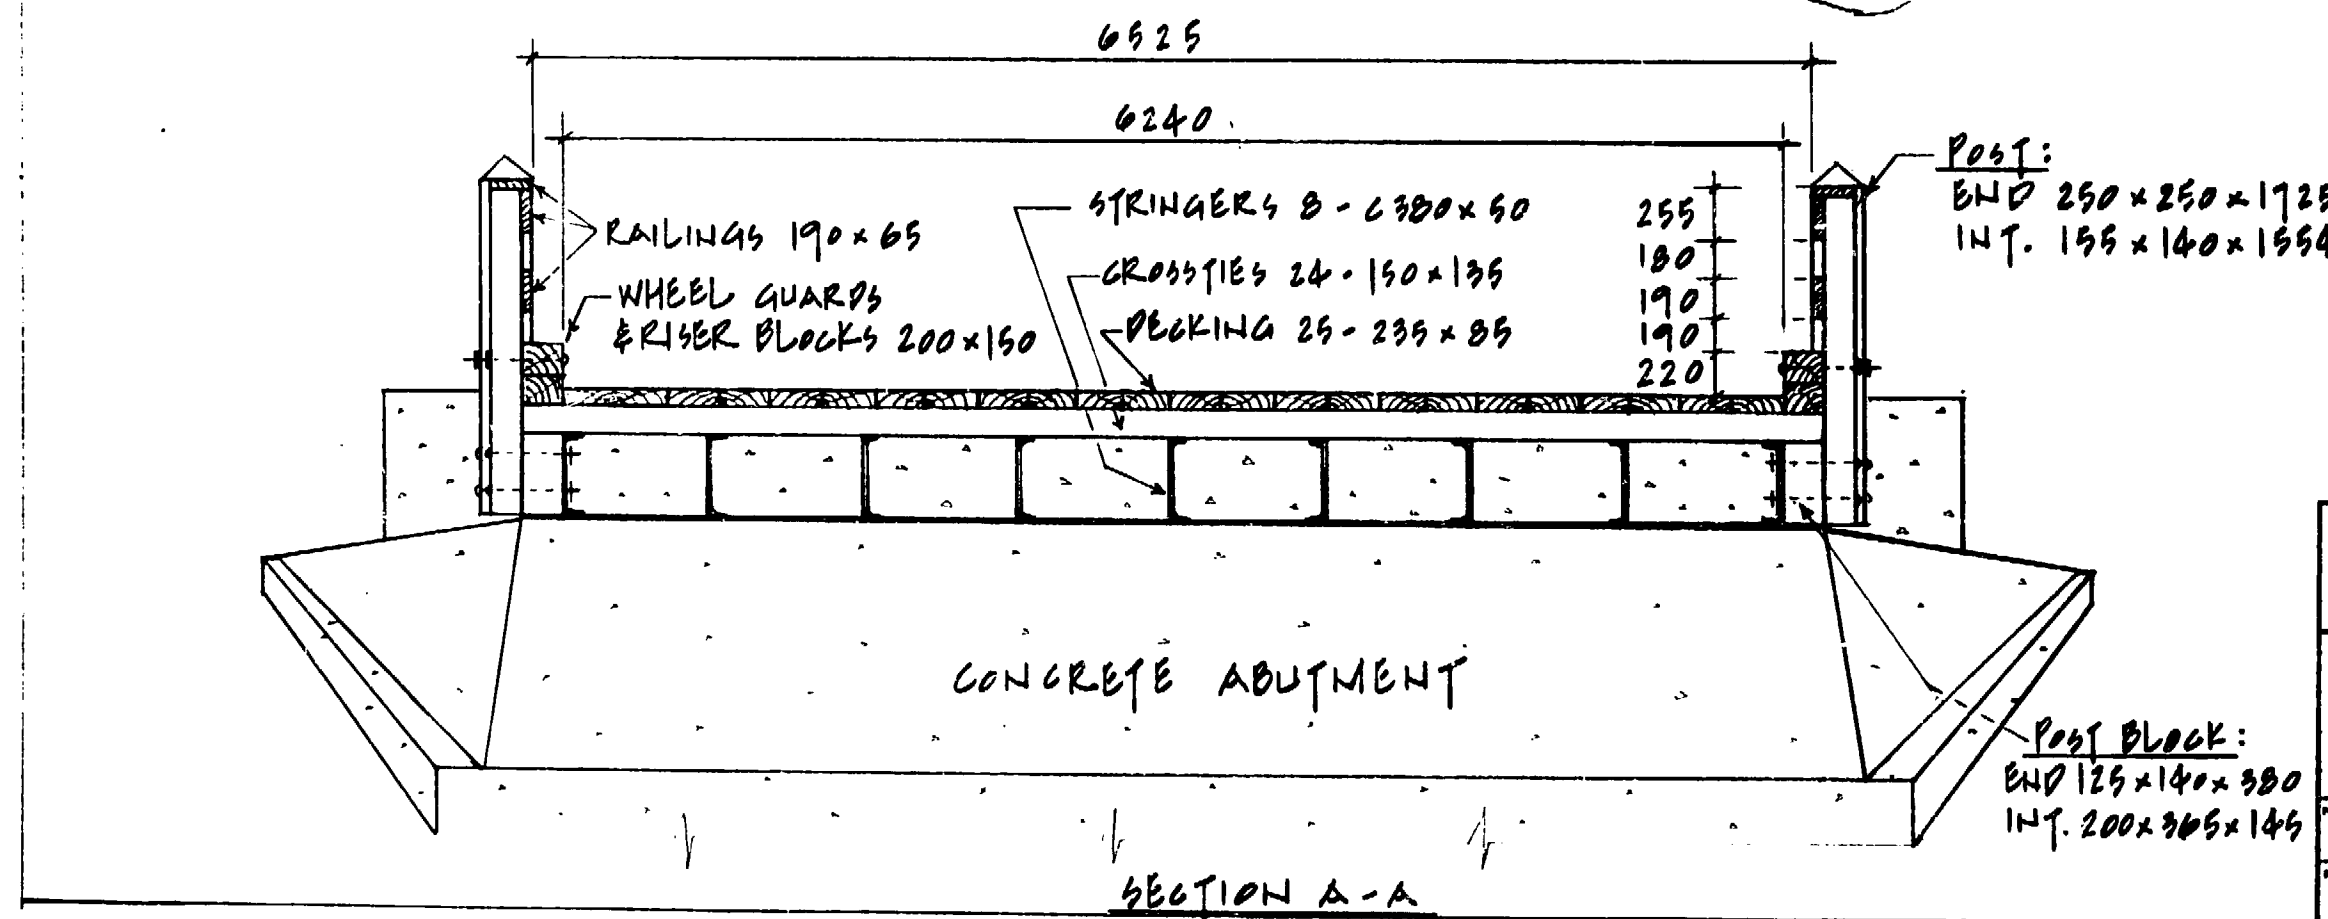 6525
6240
POST:
END 250 x 250 x 1725
INT. 155 x 140 x 1554
STRINGERS 8 - C380 x 50
CROSSTIES 24 - 150 x 135
DECKING 25 - 235 x 85
RAILINGS 190 x 65
WHEEL GUARDS
& RISER BLOCKS 200 x 150
255
180
190
190
220
CONCRETE ABUTMENT
POST BLOCK:
END 125 x 140 x 380
INT. 200 x 365 x 145
SECTION A-A